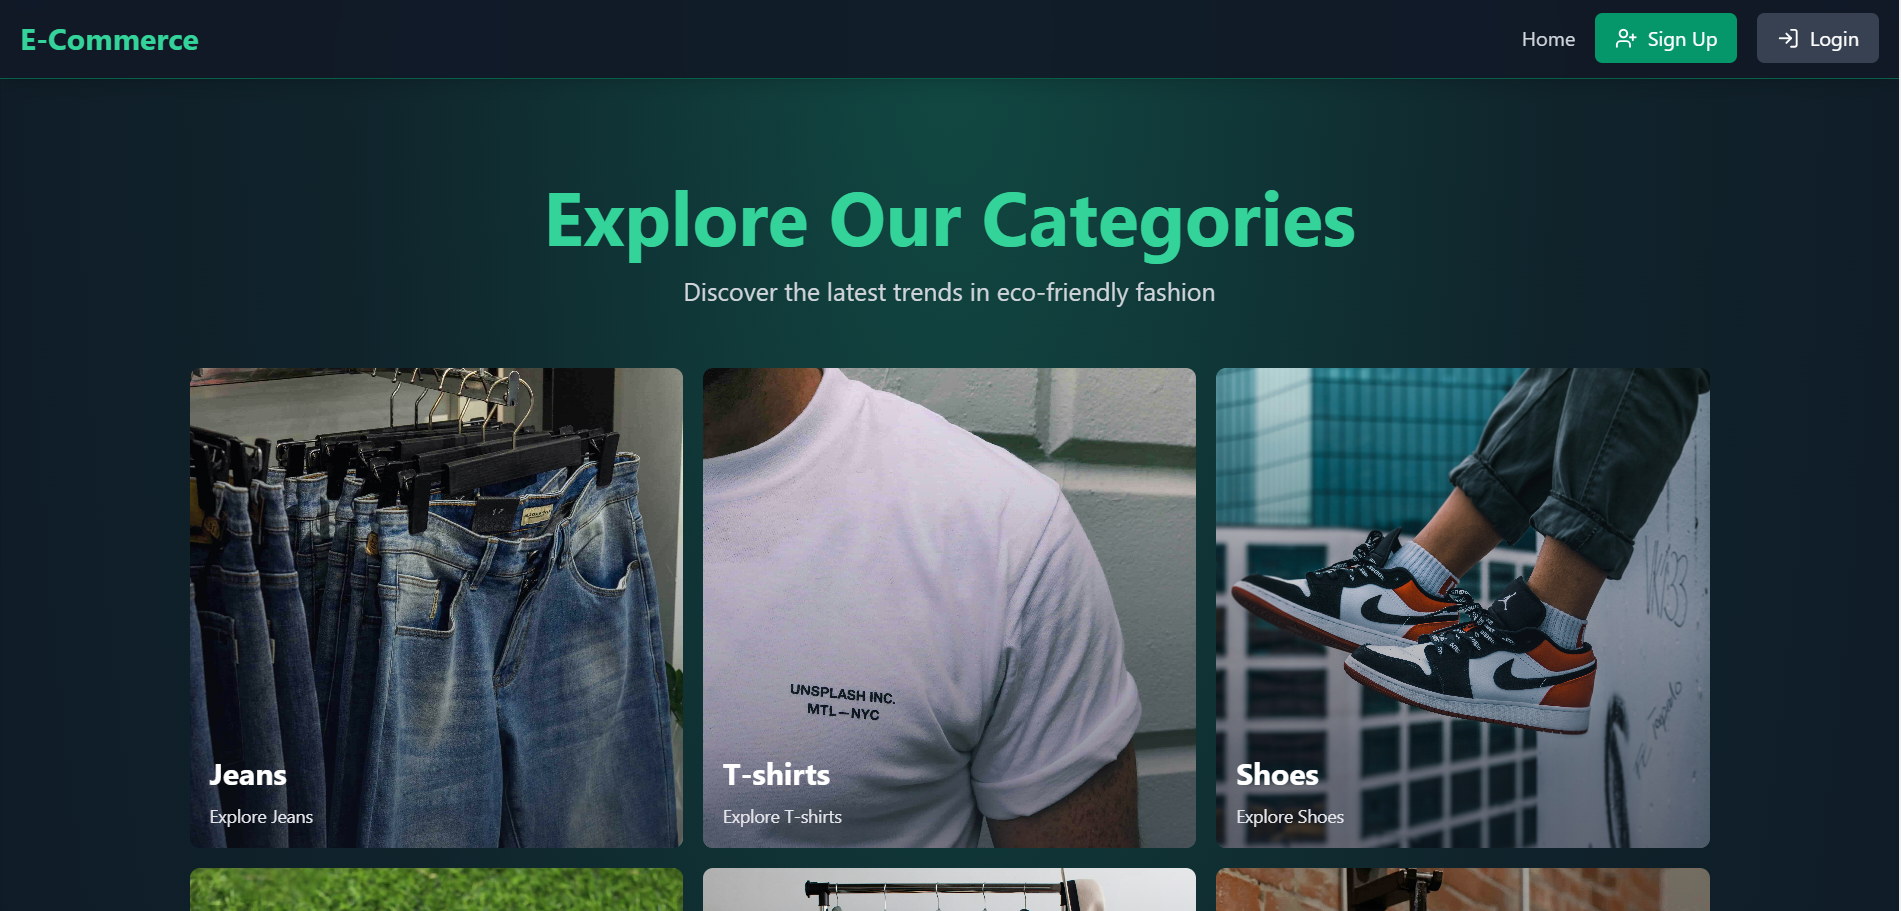 E-Commerce
Home
Sign Up
Login
Explore Our Categories
Discover the latest trends in eco-friendly fashion
UNSPLASH INC.
MTL—NYC
Jeans
Explore Jeans
T-shirts
Explore T-shirts
Shoes
Explore Shoes